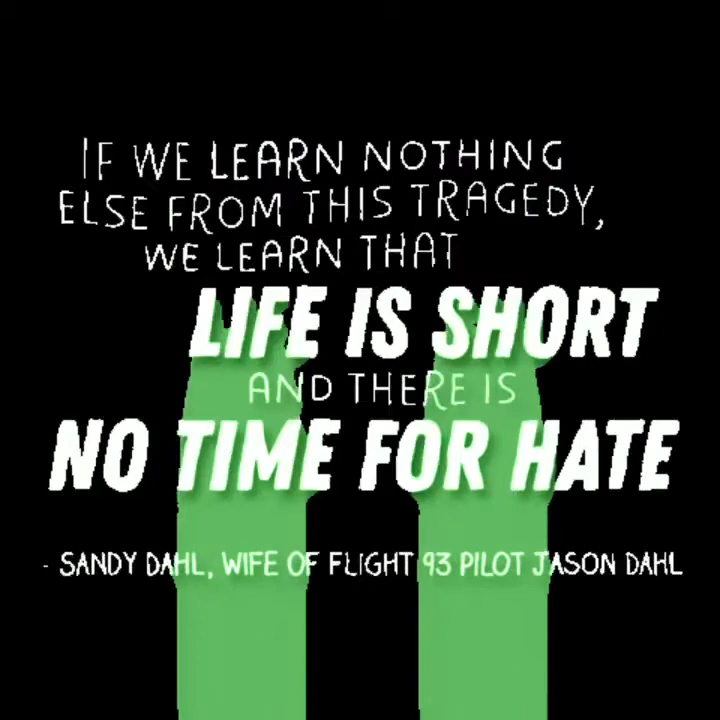 IF WE LEARN NOTHING
ELSE FROM THIS TRAGEDY,
WE LEARN THAT
LIFE IS SHORT
AND THERE IS
NO TIME FOR HATE
- SANDY DAHL, WIFE OF FLIGHT 93 PILOT JASON DAHL